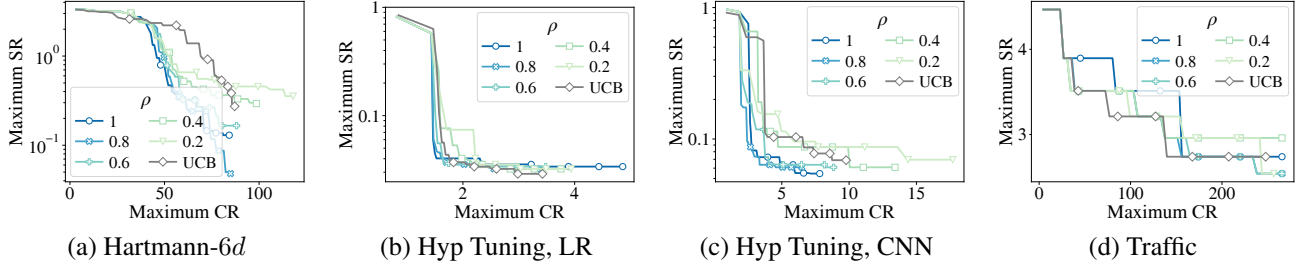 Maximum SR
10⁰
10⁻¹
0 50 100
Maximum CR
ρ
1 0.4
0.8 0.2
0.6 UCB
(a) Hartmann-6d
Maximum SR
1
0.1
2 4
Maximum CR
ρ
1 0.4
0.8 0.2
0.6 UCB
(b) Hyp Tuning, LR
Maximum SR
1
0.1
5 10 15
Maximum CR
ρ
1 0.4
0.8 0.2
0.6 UCB
(c) Hyp Tuning, CNN
Maximum SR
4
3
0 100 200
Maximum CR
ρ
1 0.4
0.8 0.2
0.6 UCB
(d) Traffic